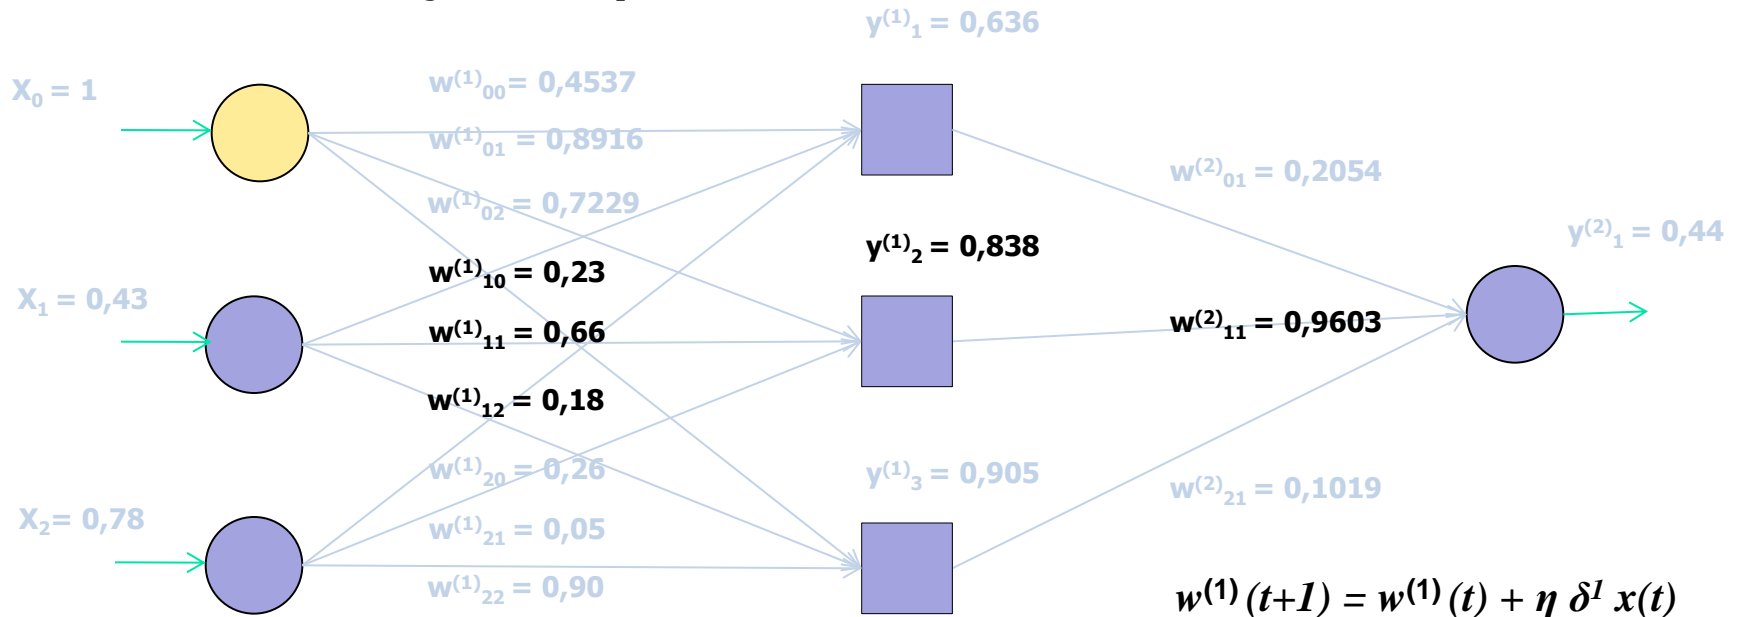 y⁽¹⁾₁ = 0,636
X₀ = 1
w⁽¹⁾₀₀= 0,4537
w⁽¹⁾₀₁ = 0,8916
w⁽²⁾₀₁ = 0,2054
w⁽¹⁾₀₂ = 0,7229
y⁽¹⁾₂ = 0,838
y⁽²⁾₁ = 0,44
w⁽¹⁾₁₀ = 0,23
X₁ = 0,43
w⁽¹⁾₁₁ = 0,66
w⁽²⁾₁₁ = 0,9603
w⁽¹⁾₁₂ = 0,18
w⁽¹⁾₂₀ = 0,26
y⁽¹⁾₃ = 0,905
w⁽²⁾₂₁ = 0,1019
X₂= 0,78
w⁽¹⁾₂₁ = 0,05
w⁽¹⁾₂₂ = 0,90
w⁽¹⁾(t+1) = w⁽¹⁾(t) + η δ¹ x(t)